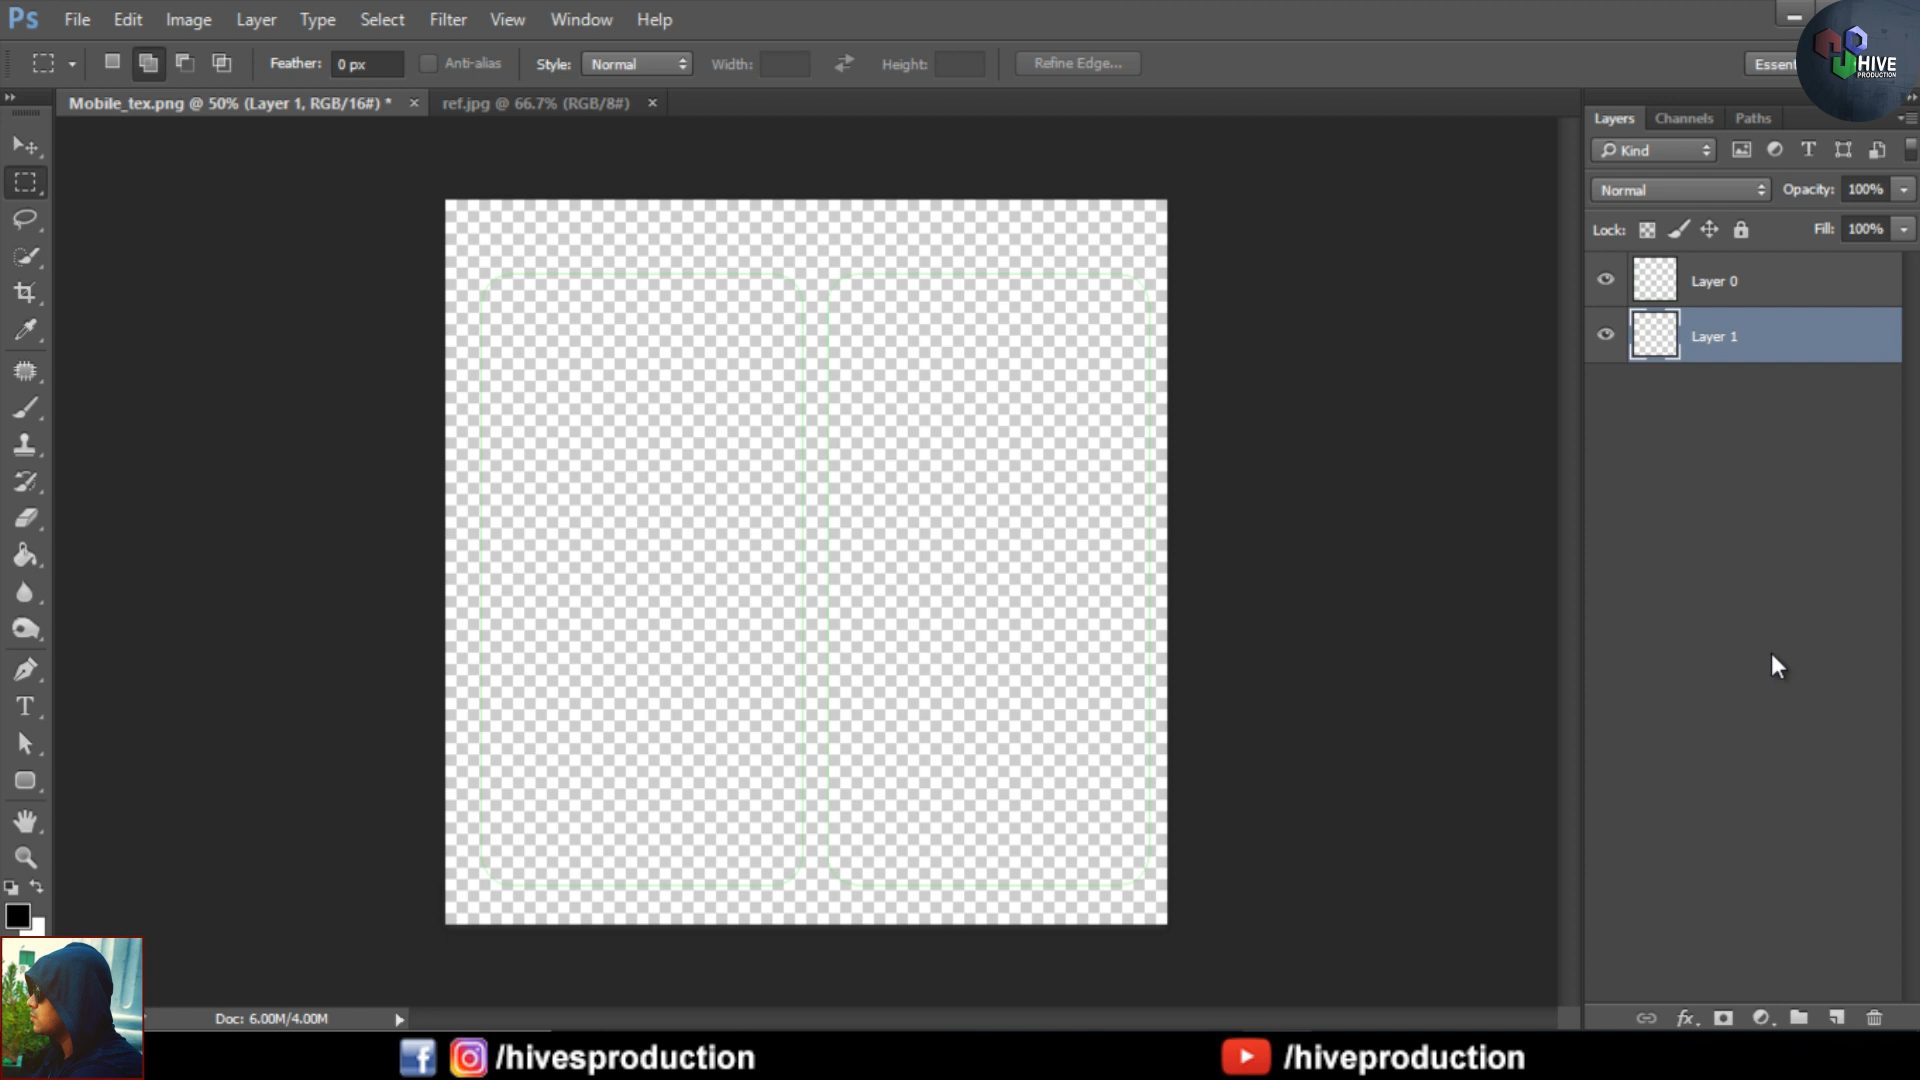 Ps File Edit Image Layer Type Select Filter View Window Help
Feather: 0 px Anti-alias Style: Normal Width: Height: Refine Edge... Essent
HIVE
PRODUCTION
Mobile_tex.png @ 50% (Layer 1, RGB/16#) * × ref.jpg @ 66.7% (RGB/8#) ×
Layers Channels Paths
Kind
Normal Opacity: 100%
Lock: Fill: 100%
Layer 0
Layer 1
Doc: 6.00M/4.00M
/hivesproduction /hiveproduction